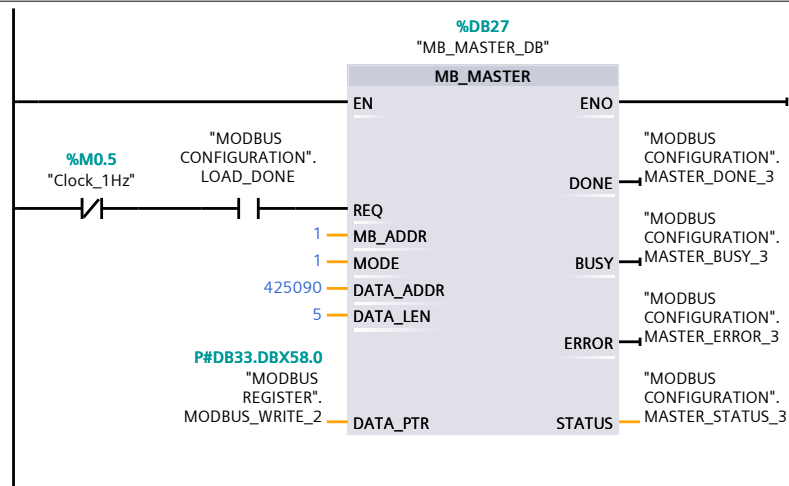 %DB27
"MB_MASTER_DB"
MB_MASTER
EN
ENO
%M0.5
"Clock_1Hz"
"MODBUS
CONFIGURATION".
LOAD_DONE
REQ
"MODBUS
CONFIGURATION".
MASTER_DONE_3
DONE
1
MB_ADDR
1
MODE
"MODBUS
CONFIGURATION".
MASTER_BUSY_3
BUSY
425090
DATA_ADDR
5
DATA_LEN
"MODBUS
CONFIGURATION".
MASTER_ERROR_3
ERROR
P#DB33.DBX58.0
"MODBUS
REGISTER".
MODBUS_WRITE_2
DATA_PTR
"MODBUS
CONFIGURATION".
MASTER_STATUS_3
STATUS